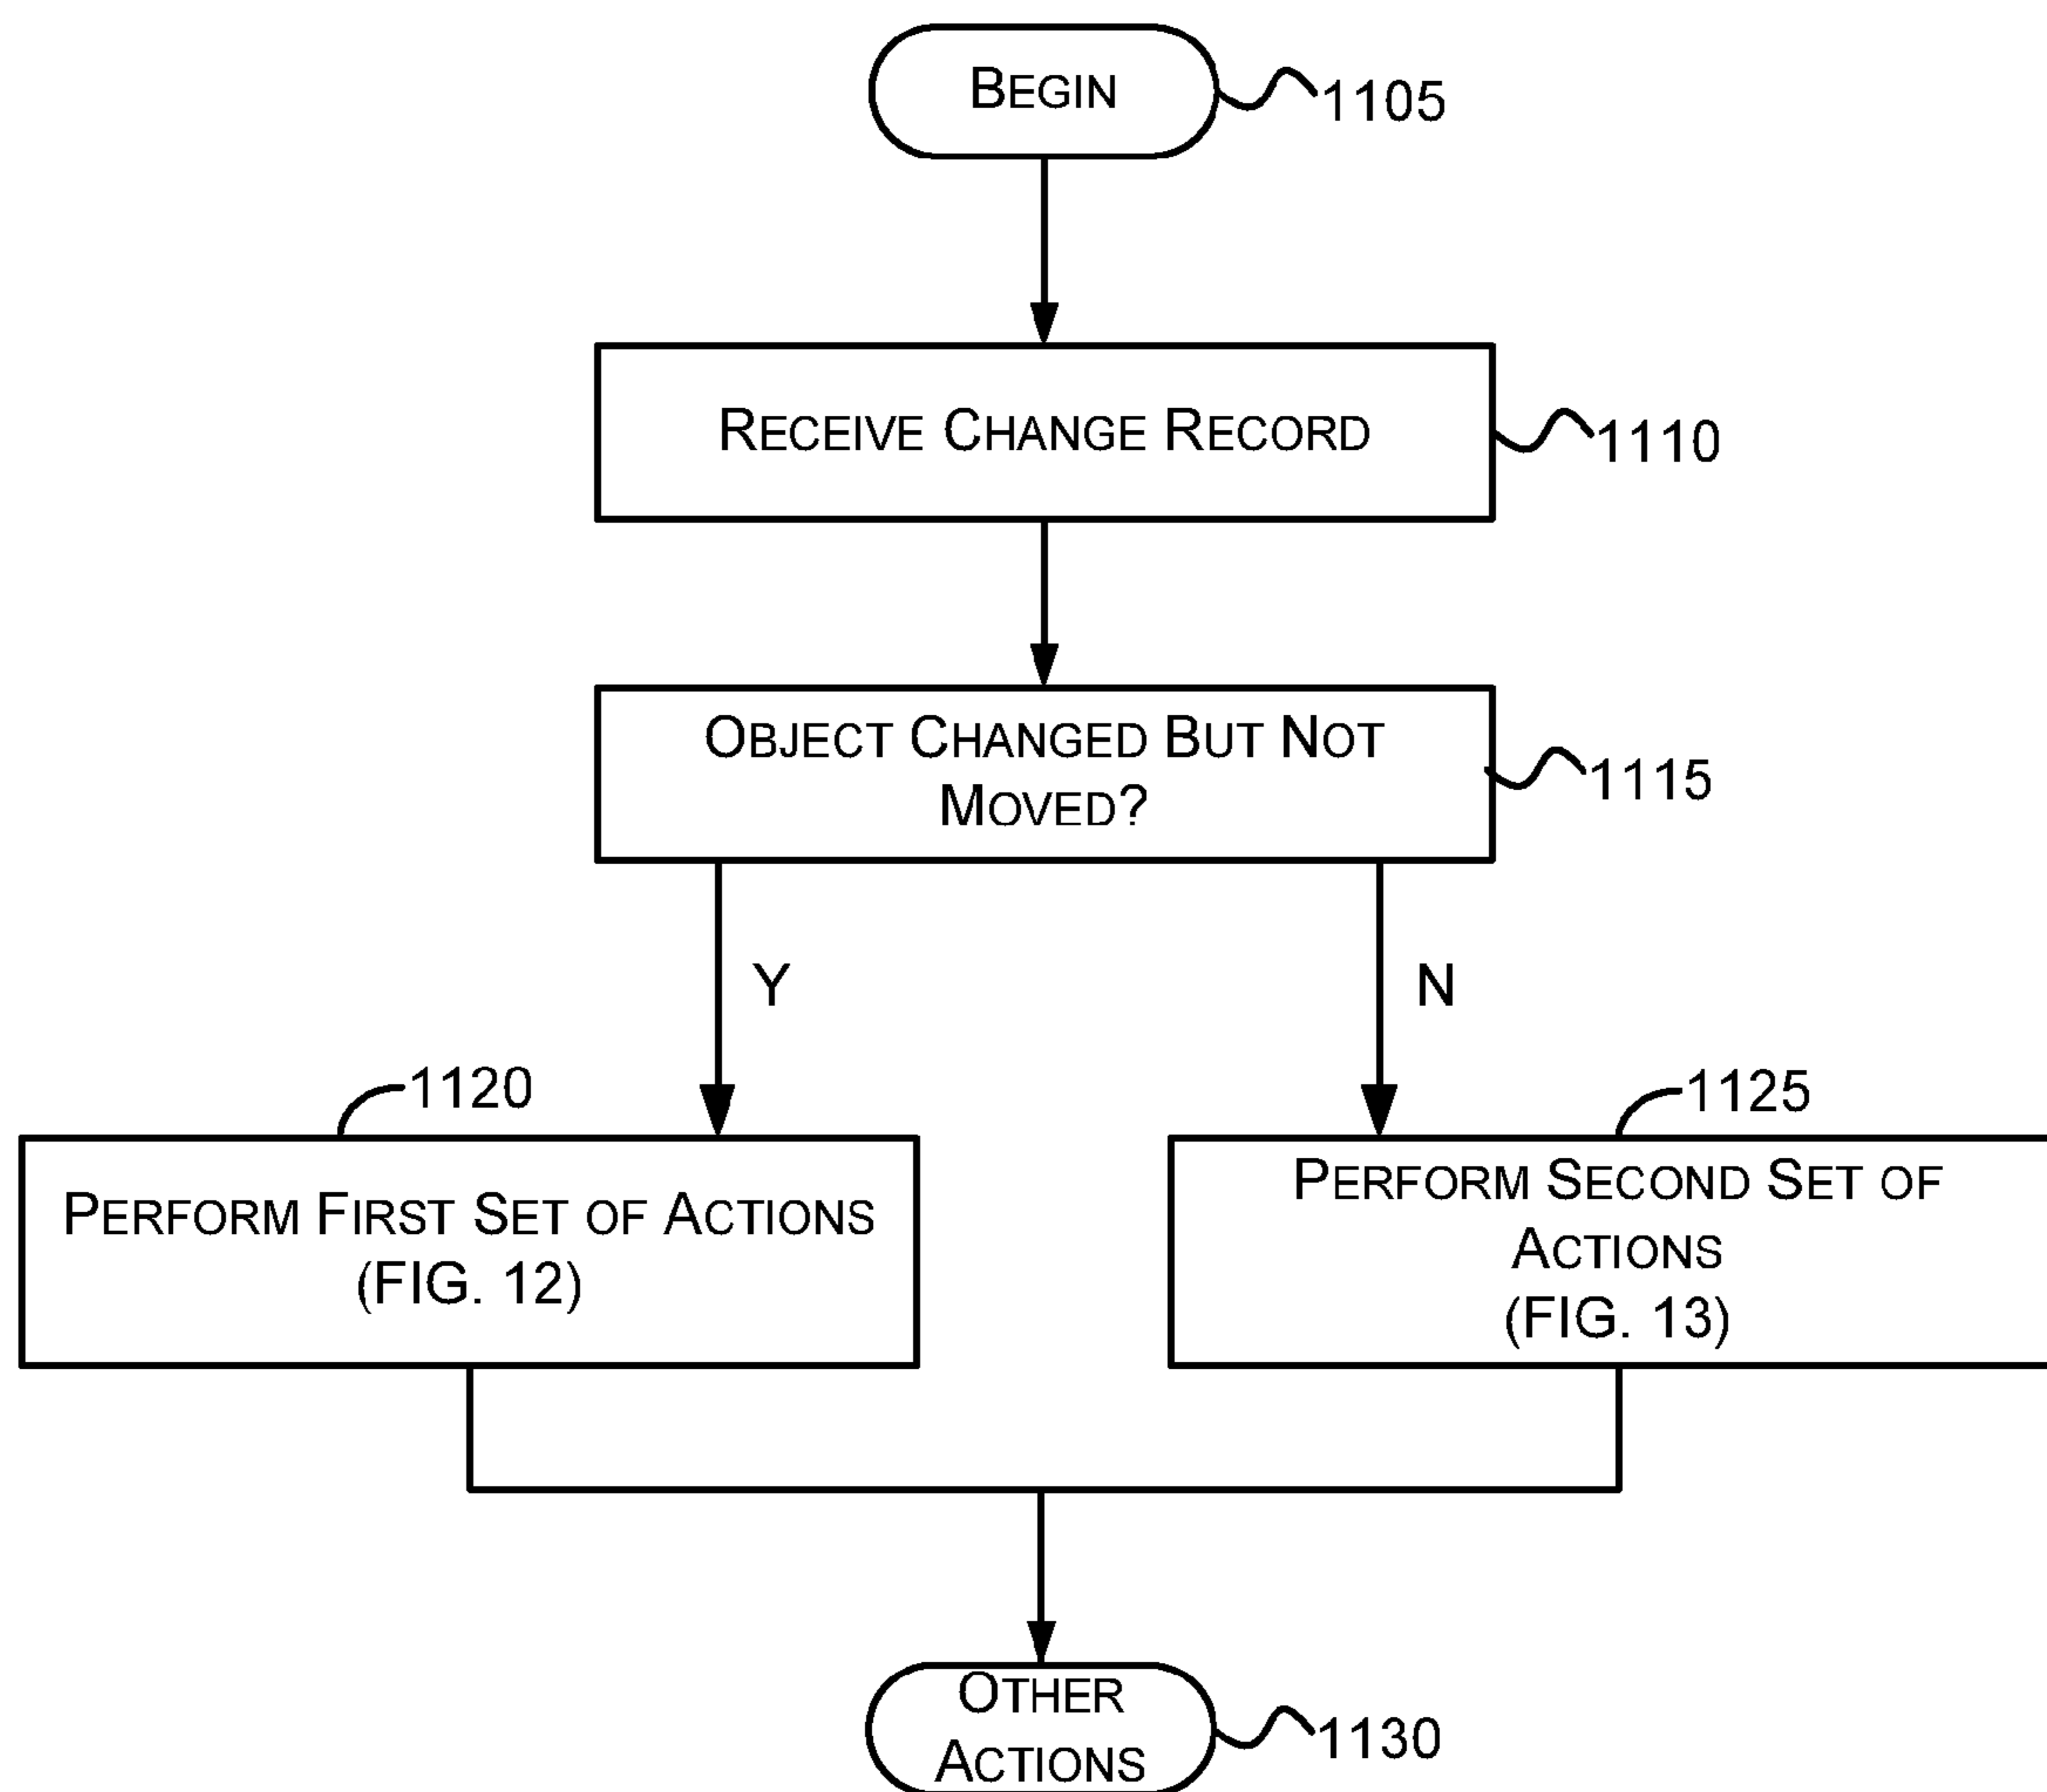 BEGIN
1105
RECEIVE CHANGE RECORD
1110
OBJECT CHANGED BUT NOT
MOVED?
1115
Y
N
1120
1125
PERFORM FIRST SET OF ACTIONS
(FIG. 12)
PERFORM SECOND SET OF
ACTIONS
(FIG. 13)
OTHER
ACTIONS
1130